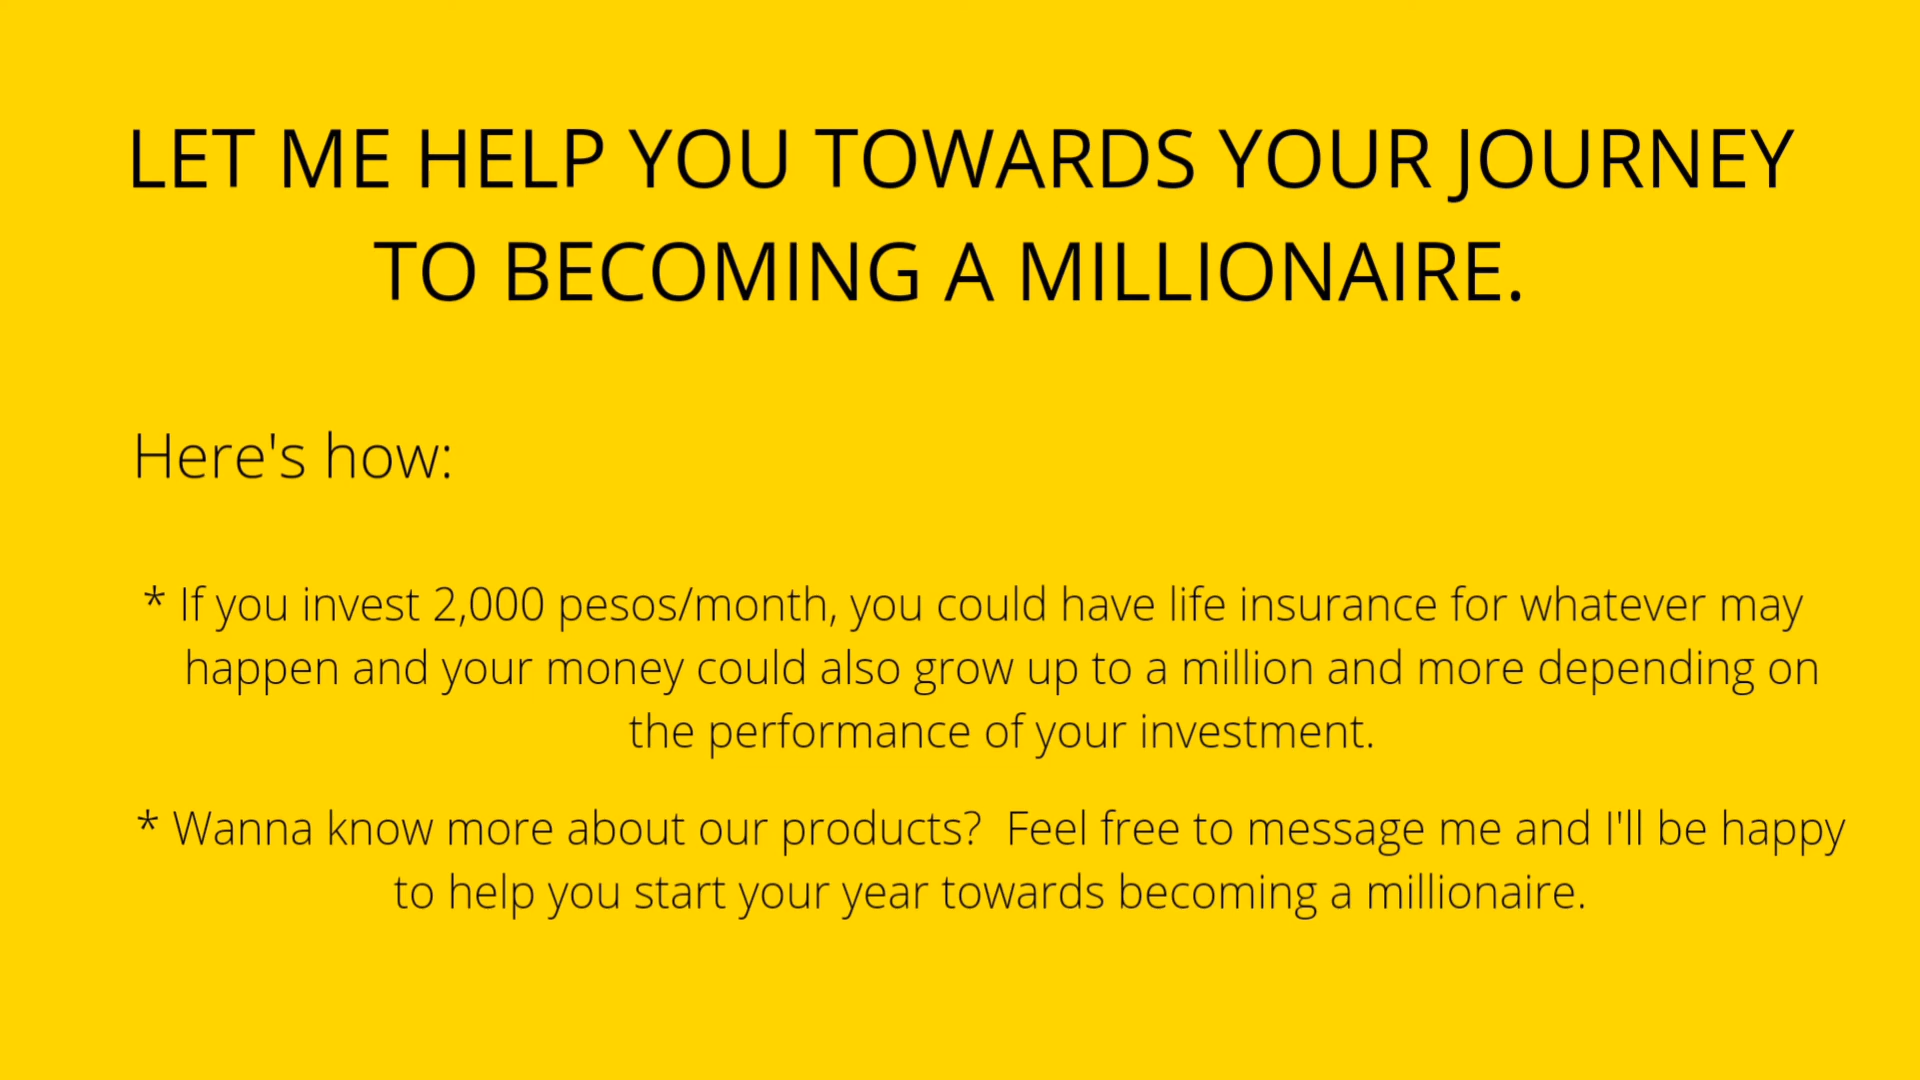 LET ME HELP YOU TOWARDS YOUR JOURNEY
TO BECOMING A MILLIONAIRE.
Here's how:
* If you invest 2,000 pesos/month, you could have life insurance for whatever may
happen and your money could also grow up to a million and more depending on
the performance of your investment.
* Wanna know more about our products?  Feel free to message me and I'll be happy
to help you start your year towards becoming a millionaire.